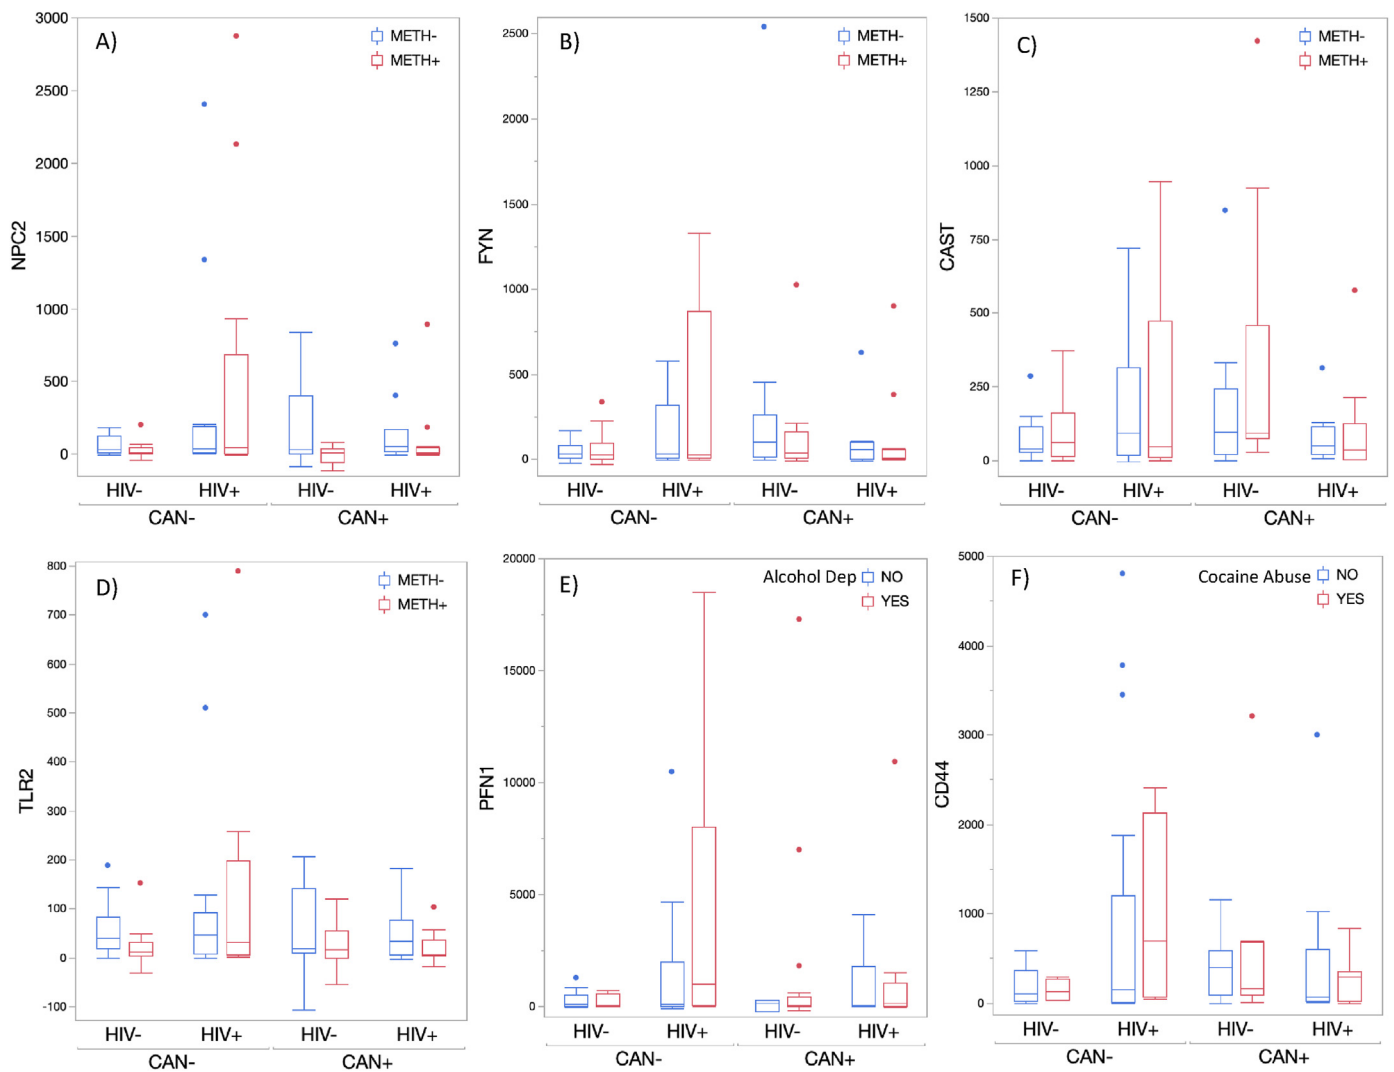 A)
METH-
METH+
3000
2500
2000
1500
1000
500
0
NPC2
HIV- HIV+ HIV- HIV+
CAN- CAN+
B)
METH-
METH+
2500
2000
1500
1000
500
0
FYN
HIV- HIV+ HIV- HIV+
CAN- CAN+
C)
METH-
METH+
1500
1250
1000
750
500
250
0
CAST
HIV- HIV+ HIV- HIV+
CAN- CAN+
D)
METH-
METH+
800
700
600
500
400
300
200
100
0
-100
TLR2
HIV- HIV+ HIV- HIV+
CAN- CAN+
E)
Alcohol Dep NO
YES
20000
15000
10000
5000
0
PFN1
HIV- HIV+ HIV- HIV+
CAN- CAN+
F)
Cocaine Abuse NO
YES
5000
4000
3000
2000
1000
0
CD44
HIV- HIV+ HIV- HIV+
CAN- CAN+